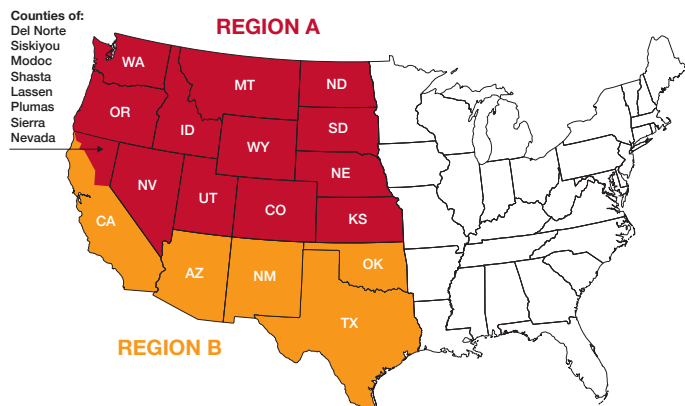 Counties of:
Del Norte
Siskiyou
Modoc
Shasta
Lassen
Plumas
Sierra
Nevada
REGION A
WA
MT
ND
OR
ID
SD
WY
NE
NV
UT
CO
KS
CA
AZ
NM
OK
TX
REGION B